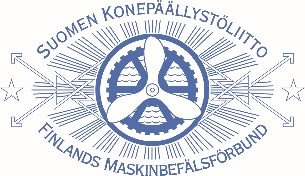 SUOMEN KONEPÄÄLLYSTÖLIITTO
FINLANDS MASKINBEFÄLSFÖRBUND